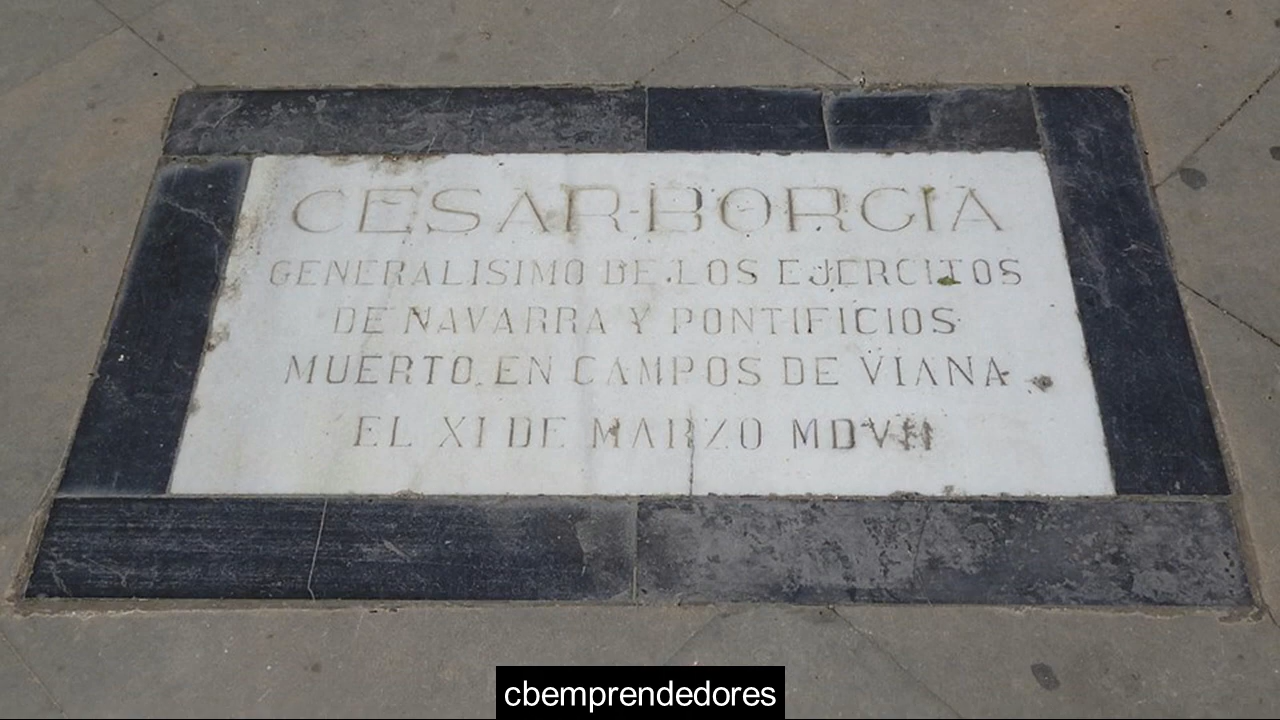 CESAR BORGIA
GENERALISIMO DE LOS EJERCITOS
DE NAVARRA Y PONTIFICIOS
MUERTO EN CAMPOS DE VIANA
EL XI DE MARZO MDVII
cbemprendedores